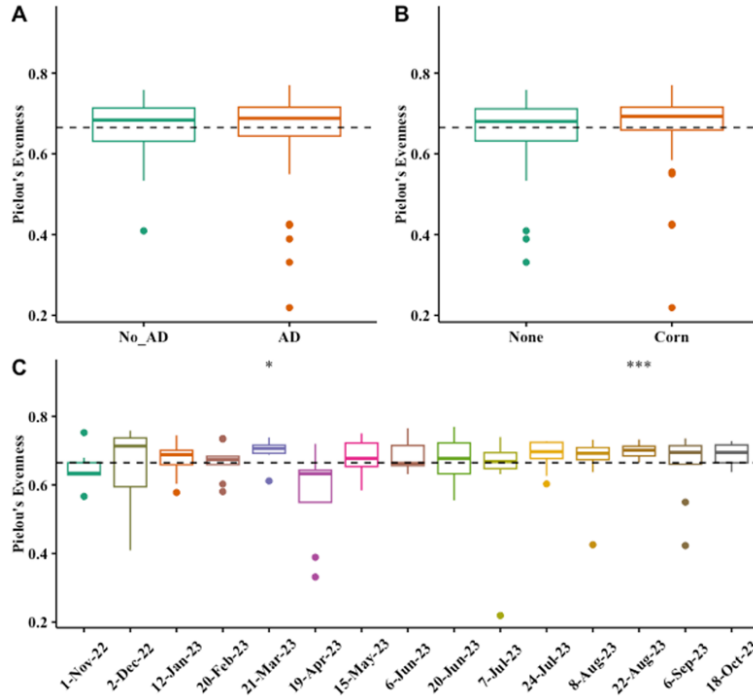 A
B
Pielou's Evenness
0.8
0.6
0.4
0.2
No_AD
AD
Pielou's Evenness
0.8
0.6
0.4
0.2
None
Corn
C
*
***
Pielou's Evenness
0.8
0.6
0.4
0.2
1-Nov-22
2-Dec-22
12-Jan-23
20-Feb-23
21-Mar-23
19-Apr-23
15-May-23
6-Jun-23
20-Jun-23
7-Jul-23
24-Jul-23
8-Aug-23
22-Aug-23
6-Sep-23
18-Oct-23